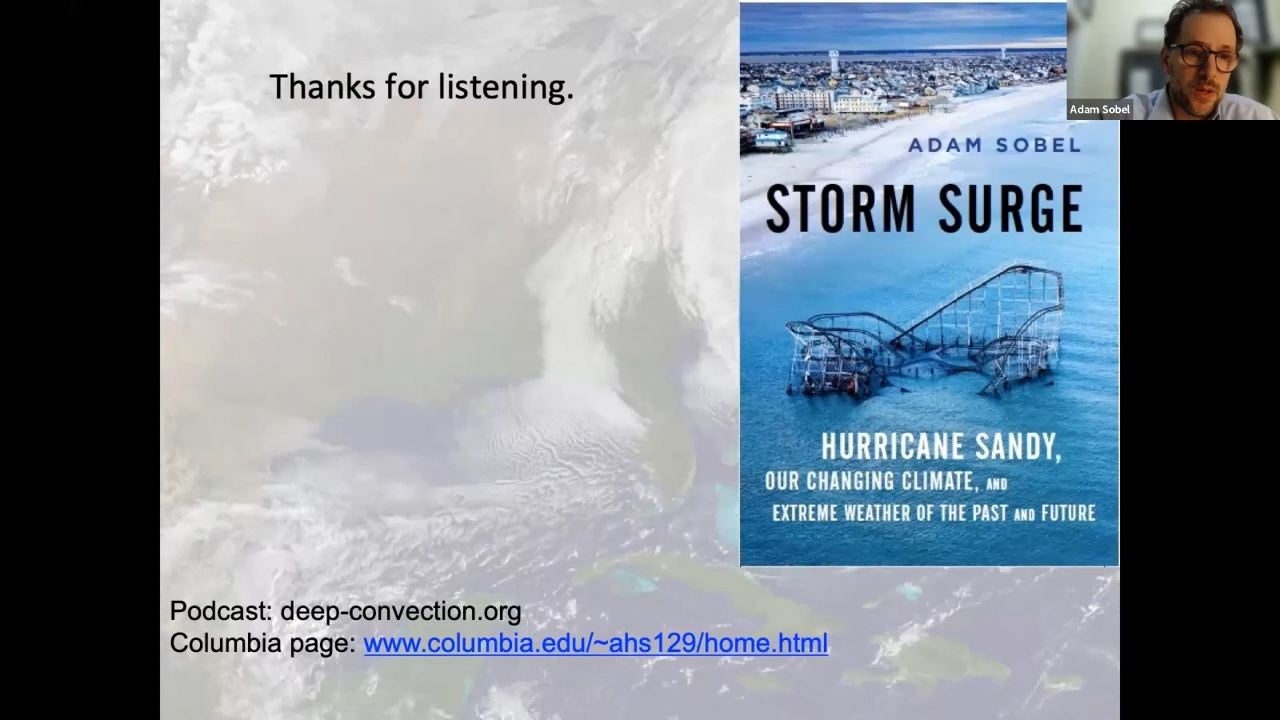 Thanks for listening.
Adam Sobel
ADAM SOBEL
STORM SURGE
HURRICANE SANDY,
OUR CHANGING CLIMATE, AND
EXTREME WEATHER OF THE PAST AND FUTURE
Podcast: deep-convection.org
Columbia page: www.columbia.edu/~ahs129/home.html